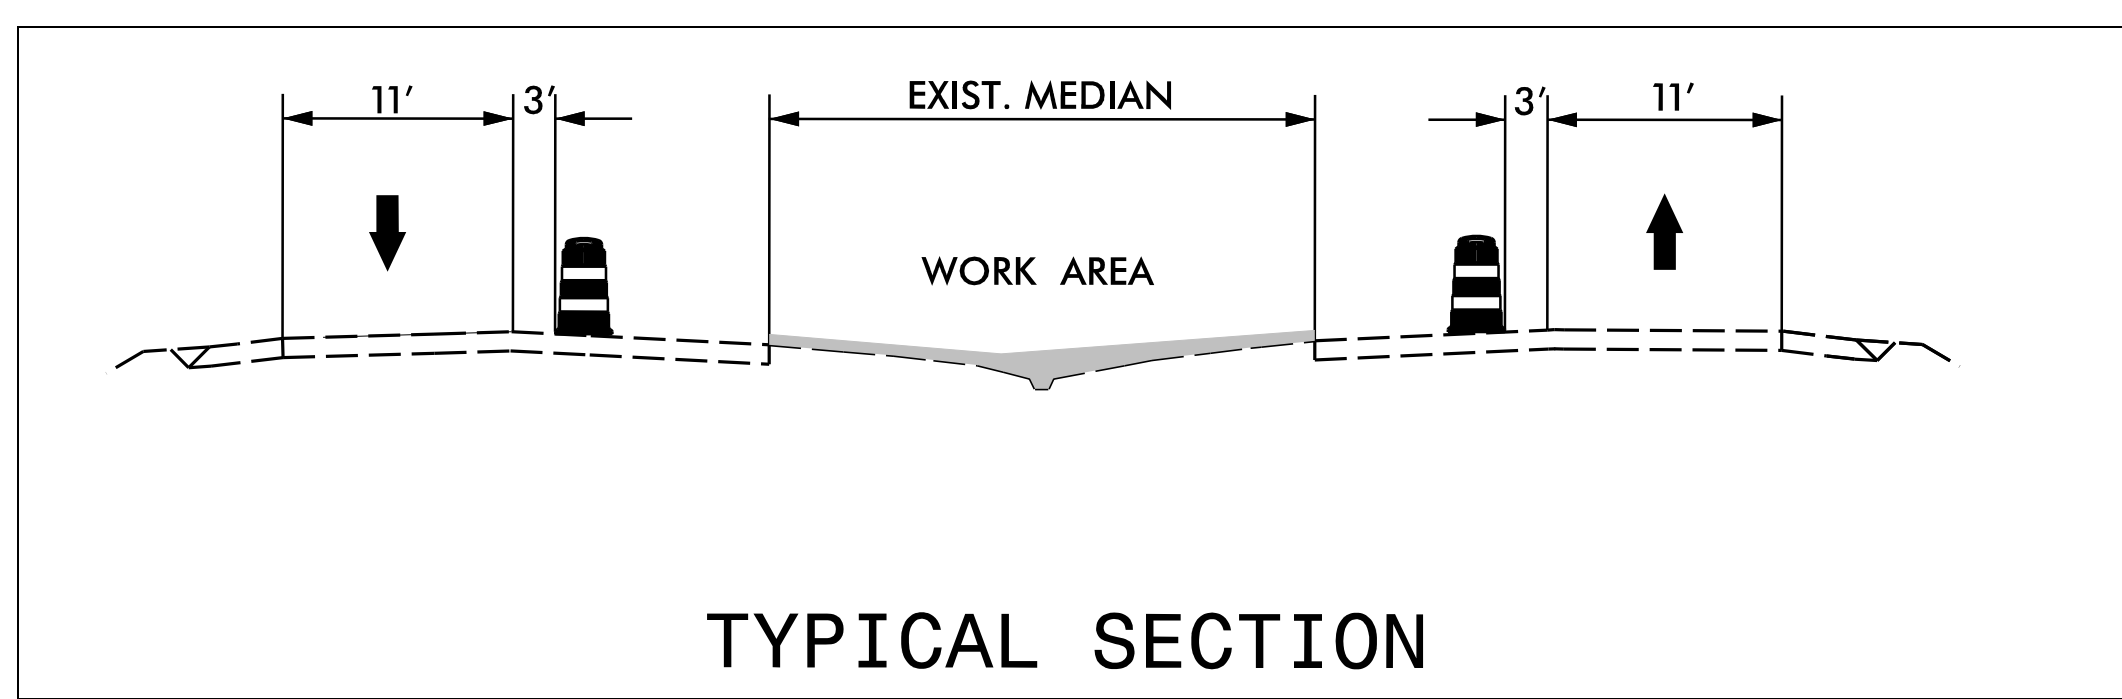 11' 3' EXIST. MEDIAN 3' 11'
WORK AREA
TYPICAL SECTION